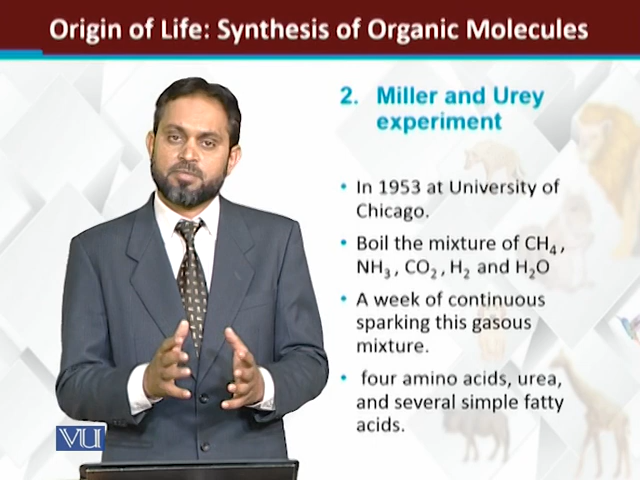 Origin of Life: Synthesis of Organic Molecules
2. Miller and Urey
experiment
• In 1953 at University of
Chicago.
• Boil the mixture of CH₄,
NH₃, CO₂, H₂ and H₂O
• A week of continuous
sparking this gasous
mixture.
• four amino acids, urea,
and several simple fatty
acids.
VU